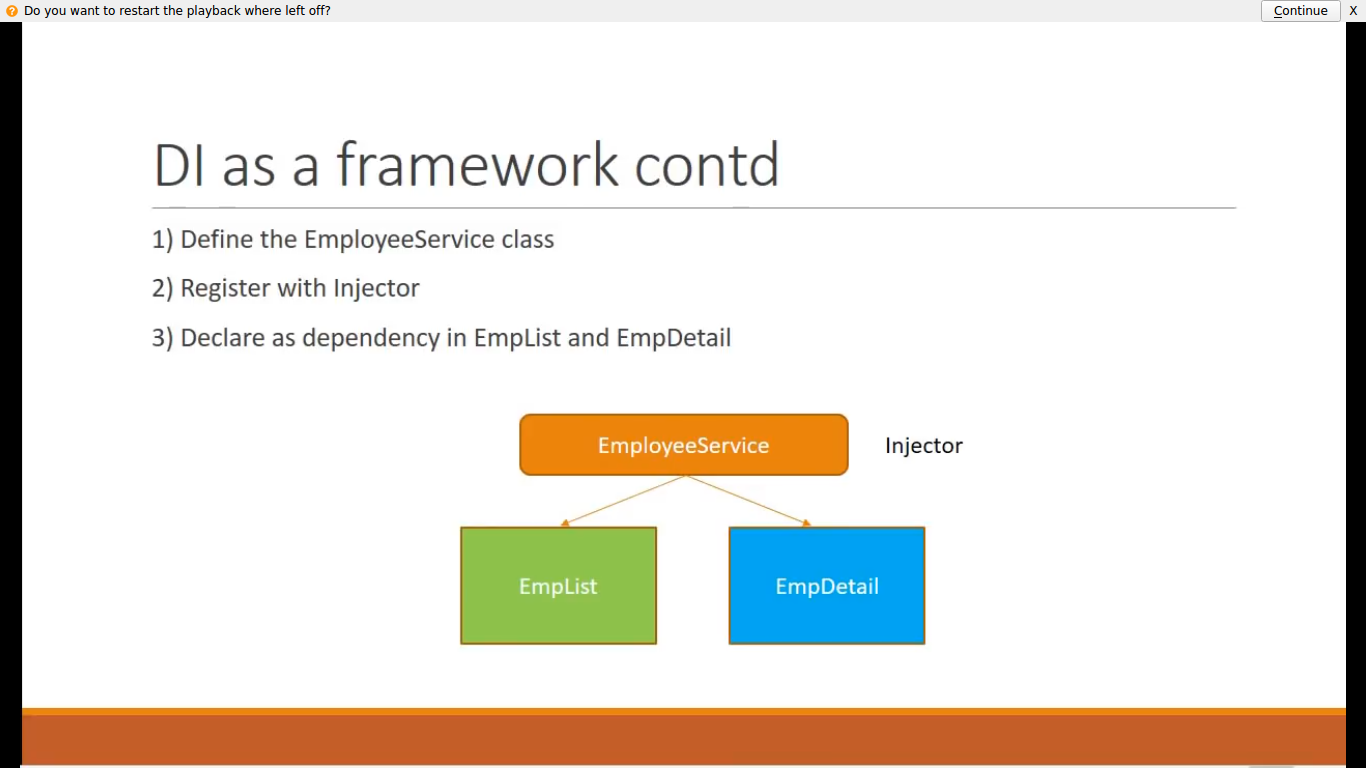 Do you want to restart the playback where left off?
Continue
X
DI as a framework contd
1) Define the EmployeeService class
2) Register with Injector
3) Declare as dependency in EmpList and EmpDetail
EmployeeService
Injector
EmpList
EmpDetail